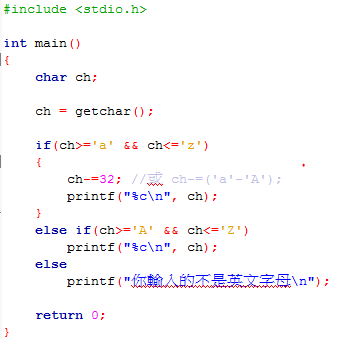 #include <stdio.h>
int main()
{
char ch;
ch = getchar();
if(ch>='a' && ch<='z')
{
ch-=32; //或 ch-=('a'-'A');
printf("%c\n", ch);
}
else if(ch>='A' && ch<='Z')
printf("%c\n", ch);
else
printf("你輸入的不是英文字母\n");
return 0;
}